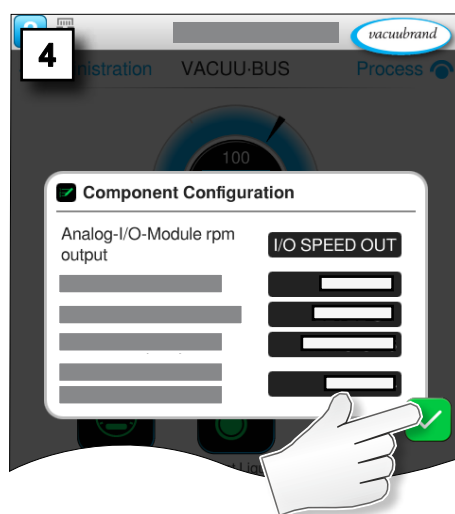 4
vacuubrand
nistration VACUU·BUS Process
100
Component Configuration
Analog-I/O-Module rpm
output
I/O SPEED OUT